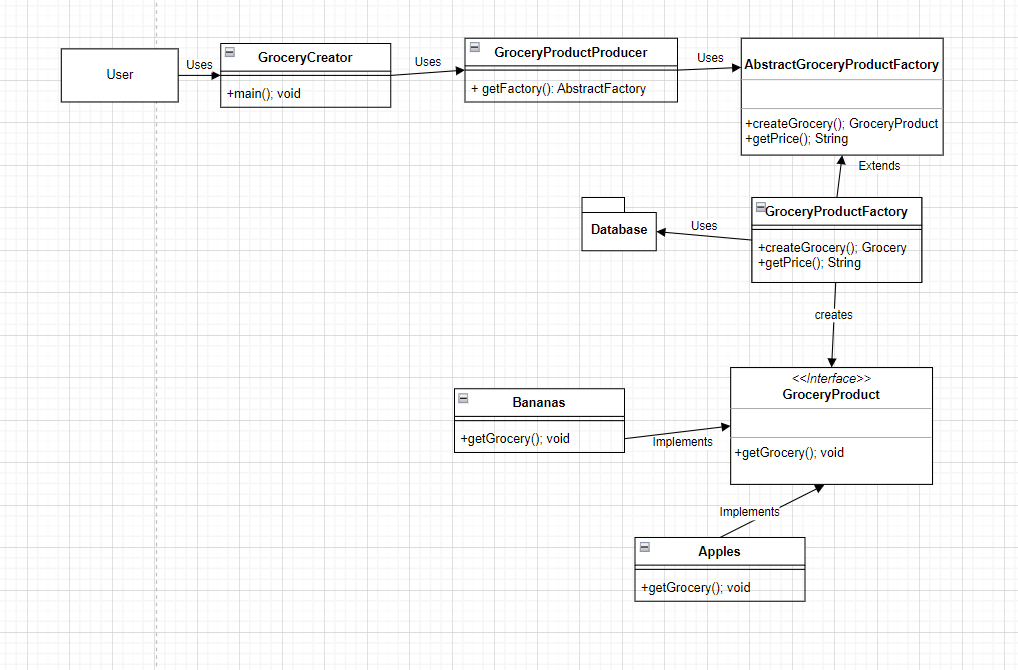 User
Uses
GroceryCreator
+main(); void
Uses
GroceryProductProducer
+ getFactory(): AbstractFactory
Uses
AbstractGroceryProductFactory
+createGrocery(); GroceryProduct
+getPrice(); String
Extends
Database
Uses
GroceryProductFactory
+createGrocery(); Grocery
+getPrice(); String
creates
<<Interface>>
GroceryProduct
+getGrocery(); void
Bananas
+getGrocery(); void
Implements
Implements
Apples
+getGrocery(); void